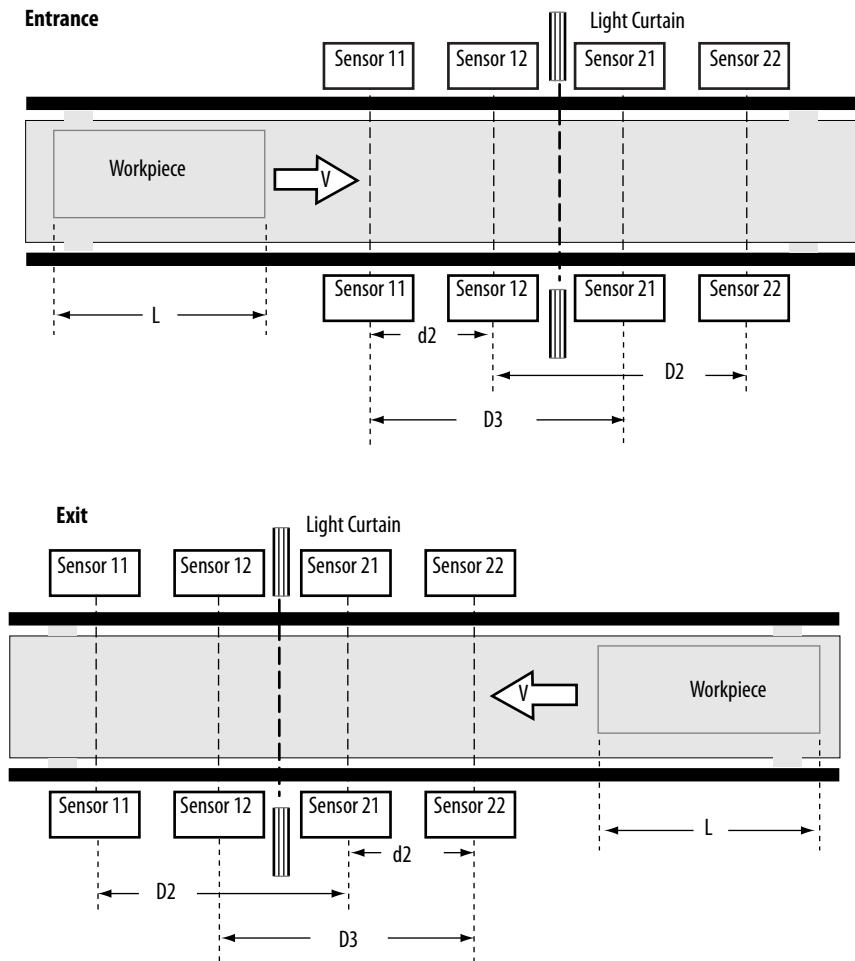 Entrance
Light Curtain
Sensor 11 Sensor 12 Sensor 21 Sensor 22
Workpiece
V
Sensor 11 Sensor 12 Sensor 21 Sensor 22
L
d2
D2
D3
Exit
Light Curtain
Sensor 11 Sensor 12 Sensor 21 Sensor 22
V
Workpiece
Sensor 11 Sensor 12 Sensor 21 Sensor 22
L
d2
D2
D3